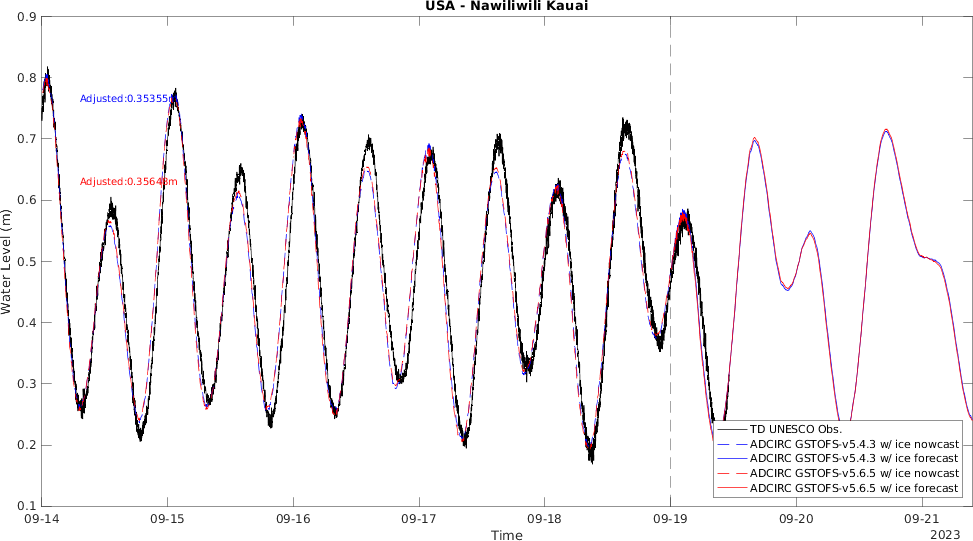 USA - Nawiliwili Kauai
0.9
0.8
0.7
0.6
0.5
0.4
0.3
0.2
0.1
Water Level (m)
Adjusted:0.35355m
Adjusted:0.35648m
TD UNESCO Obs.
ADCIRC GSTOFS-v5.4.3 w/ ice nowcast
ADCIRC GSTOFS-v5.4.3 w/ ice forecast
ADCIRC GSTOFS-v5.6.5 w/ ice nowcast
ADCIRC GSTOFS-v5.6.5 w/ ice forecast
09-14 09-15 09-16 09-17 09-18 09-19 09-20 09-21
Time
2023